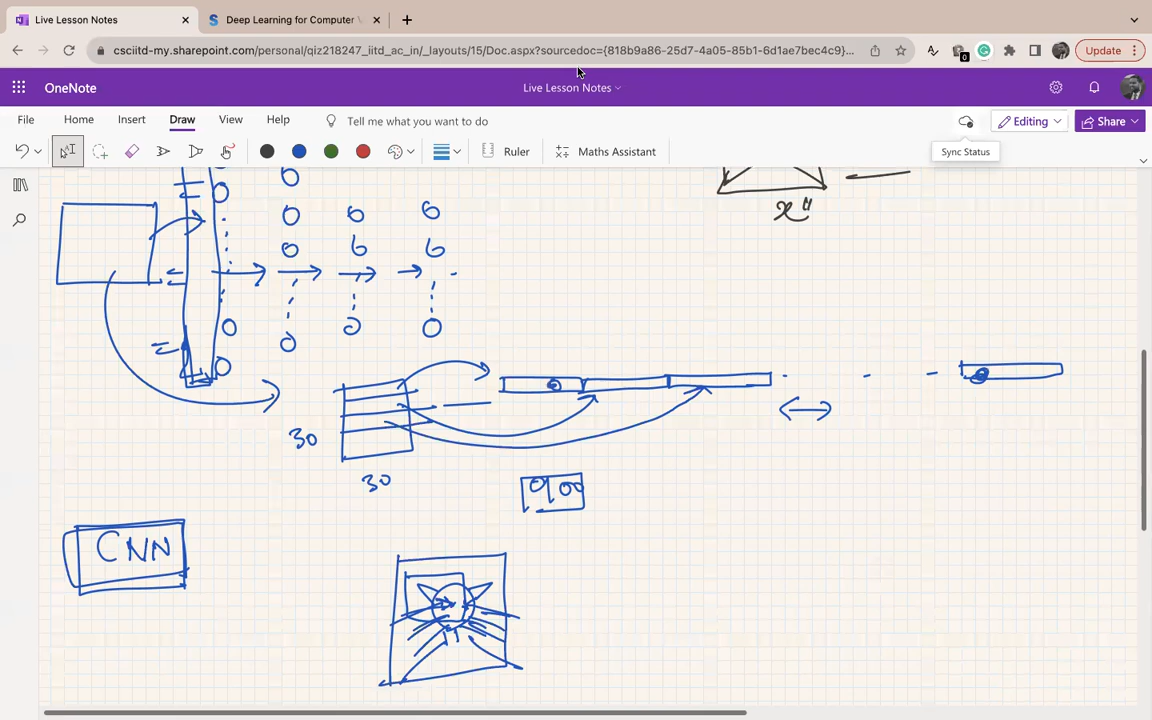 Live Lesson Notes
Deep Learning for Computer
csciitd-my.sharepoint.com/personal/qiz218247_iitd_ac_in/_layouts/15/Doc.aspx?sourcedoc={818b9a86-25d7-4a05-85b1-6d1ae7bec4c9}...
0
Update
OneNote
Live Lesson Notes
File Home Insert Draw View Help Tell me what you want to do
Editing
Share
Ruler
Maths Assistant
Sync Status
x"
30
30
900
CNN